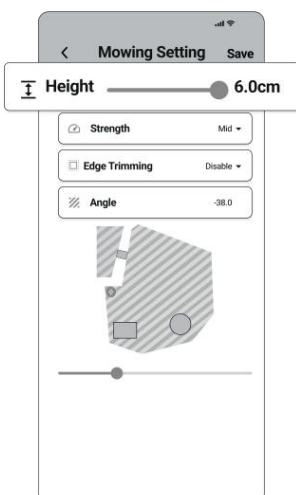 Mowing Setting Save
Height 6.0cm
Strength Mid
Edge Trimming Disable
Angle -38.0